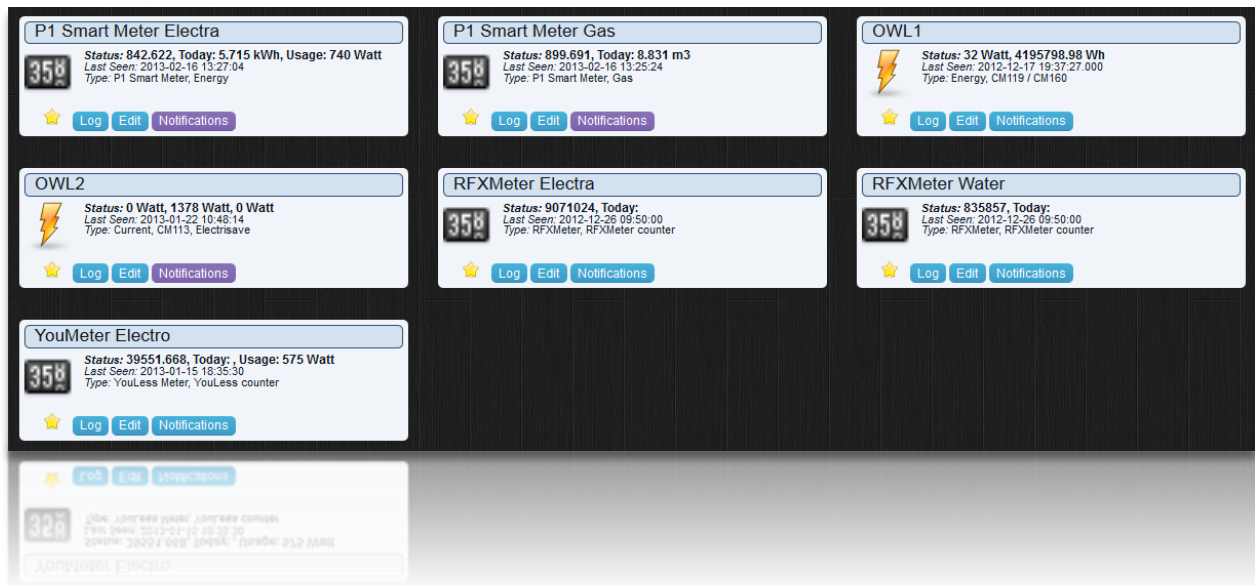 P1 Smart Meter Electra
Status: 842.622, Today: 5.715 kWh, Usage: 740 Watt
Last Seen: 2013-02-16 13:27:04
Type: P1 Smart Meter, Energy
Log Edit Notifications
P1 Smart Meter Gas
Status: 899.691, Today: 8.831 m3
Last Seen: 2013-02-16 13:25:24
Type: P1 Smart Meter, Gas
Log Edit Notifications
OWL1
Status: 32 Watt, 4195798.98 Wh
Last Seen: 2012-12-17 19:37:27.000
Type: Energy, CM119 / CM160
Log Edit Notifications
OWL2
Status: 0 Watt, 1378 Watt, 0 Watt
Last Seen: 2013-01-22 10:48:14
Type: Current, CM113, Electrisave
Log Edit Notifications
RFXMeter Electra
Status: 9071024, Today:
Last Seen: 2012-12-26 09:50:00
Type: RFXMeter, RFXMeter counter
Log Edit Notifications
RFXMeter Water
Status: 835857, Today:
Last Seen: 2012-12-26 09:50:00
Type: RFXMeter, RFXMeter counter
Log Edit Notifications
YouMeter Electro
Status: 39551.668, Today: , Usage: 575 Watt
Last Seen: 2013-01-15 18:35:30
Type: YouLess Meter, YouLess counter
Log Edit Notifications